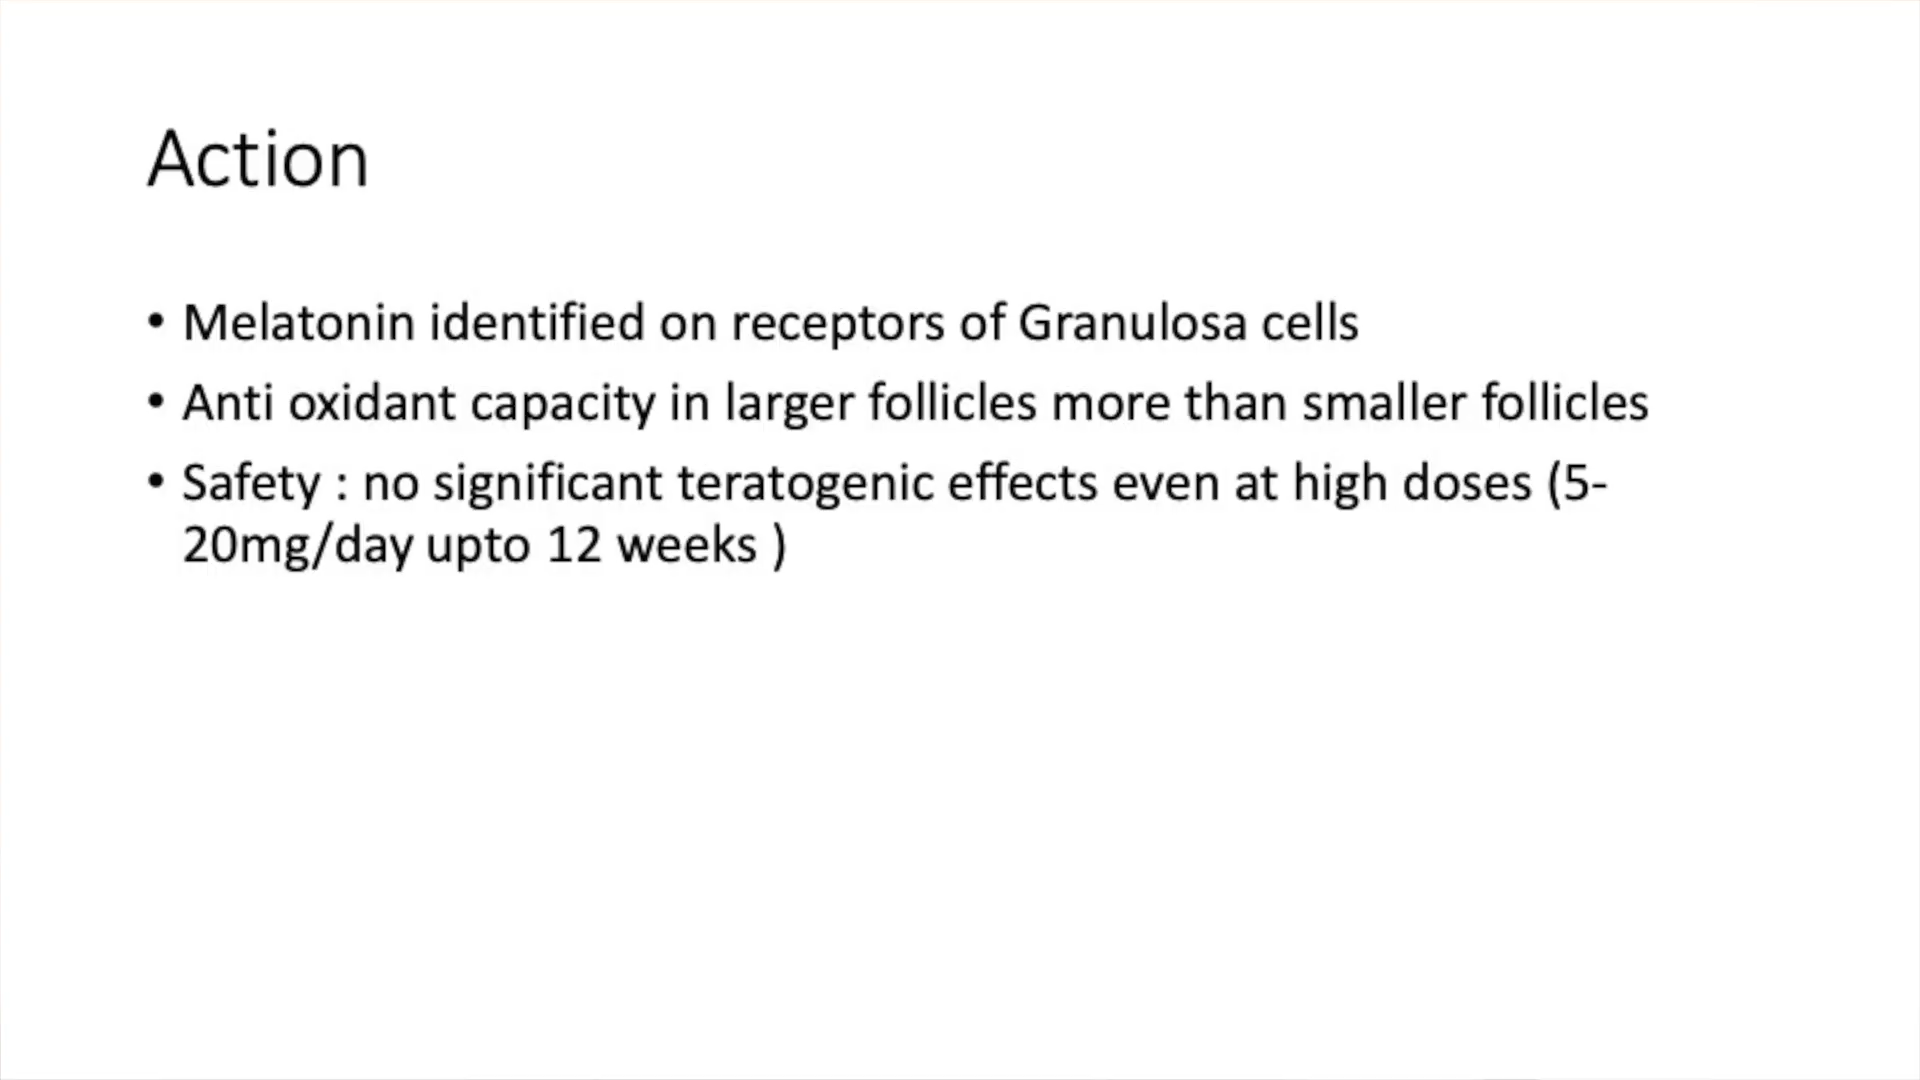 Action
• Melatonin identified on receptors of Granulosa cells
• Anti oxidant capacity in larger follicles more than smaller follicles
• Safety : no significant teratogenic effects even at high doses (5-
20mg/day upto 12 weeks )